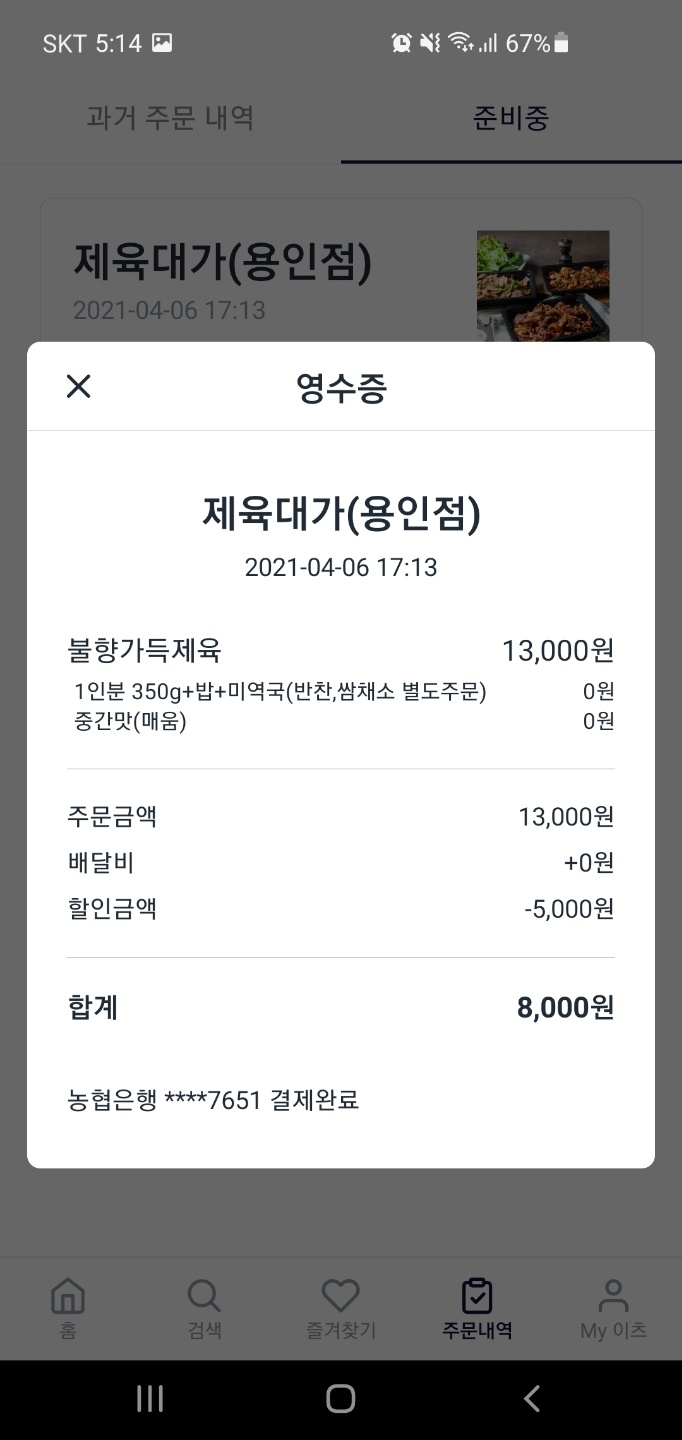 SKT 5:14 67%
과거 주문 내역 준비중
제육대가(용인점)
2021-04-06 17:13
영수증
제육대가(용인점)
2021-04-06 17:13
불향가득제육 13,000원
1인분 350g+밥+미역국(반찬,쌈채소 별도주문) 0원
중간맛(매움) 0원
주문금액 13,000원
배달비 +0원
할인금액 -5,000원
합계 8,000원
농협은행 ****7651 결제완료
홈 검색 즐겨찾기 주문내역 My 이츠